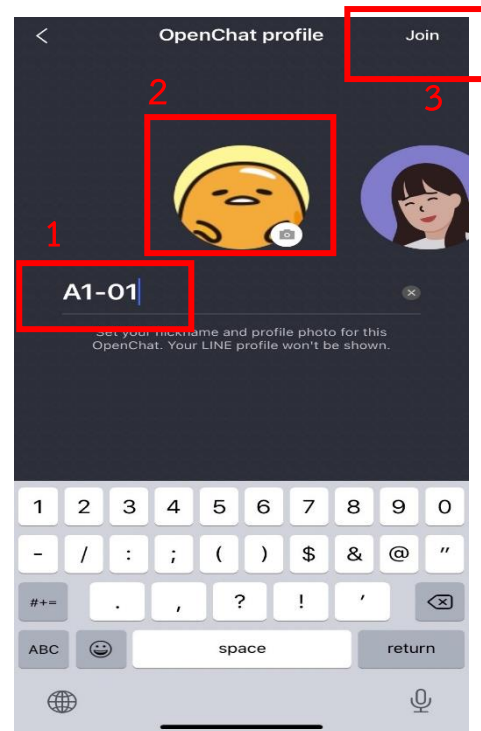 OpenChat profile
Join
2
3
1
A1-01
Set your nickname and profile photo for this
OpenChat. Your LINE profile won't be shown.
1 2 3 4 5 6 7 8 9 0
- / : ; ( ) $ & @ "
#+= . , ? ! '
ABC space return